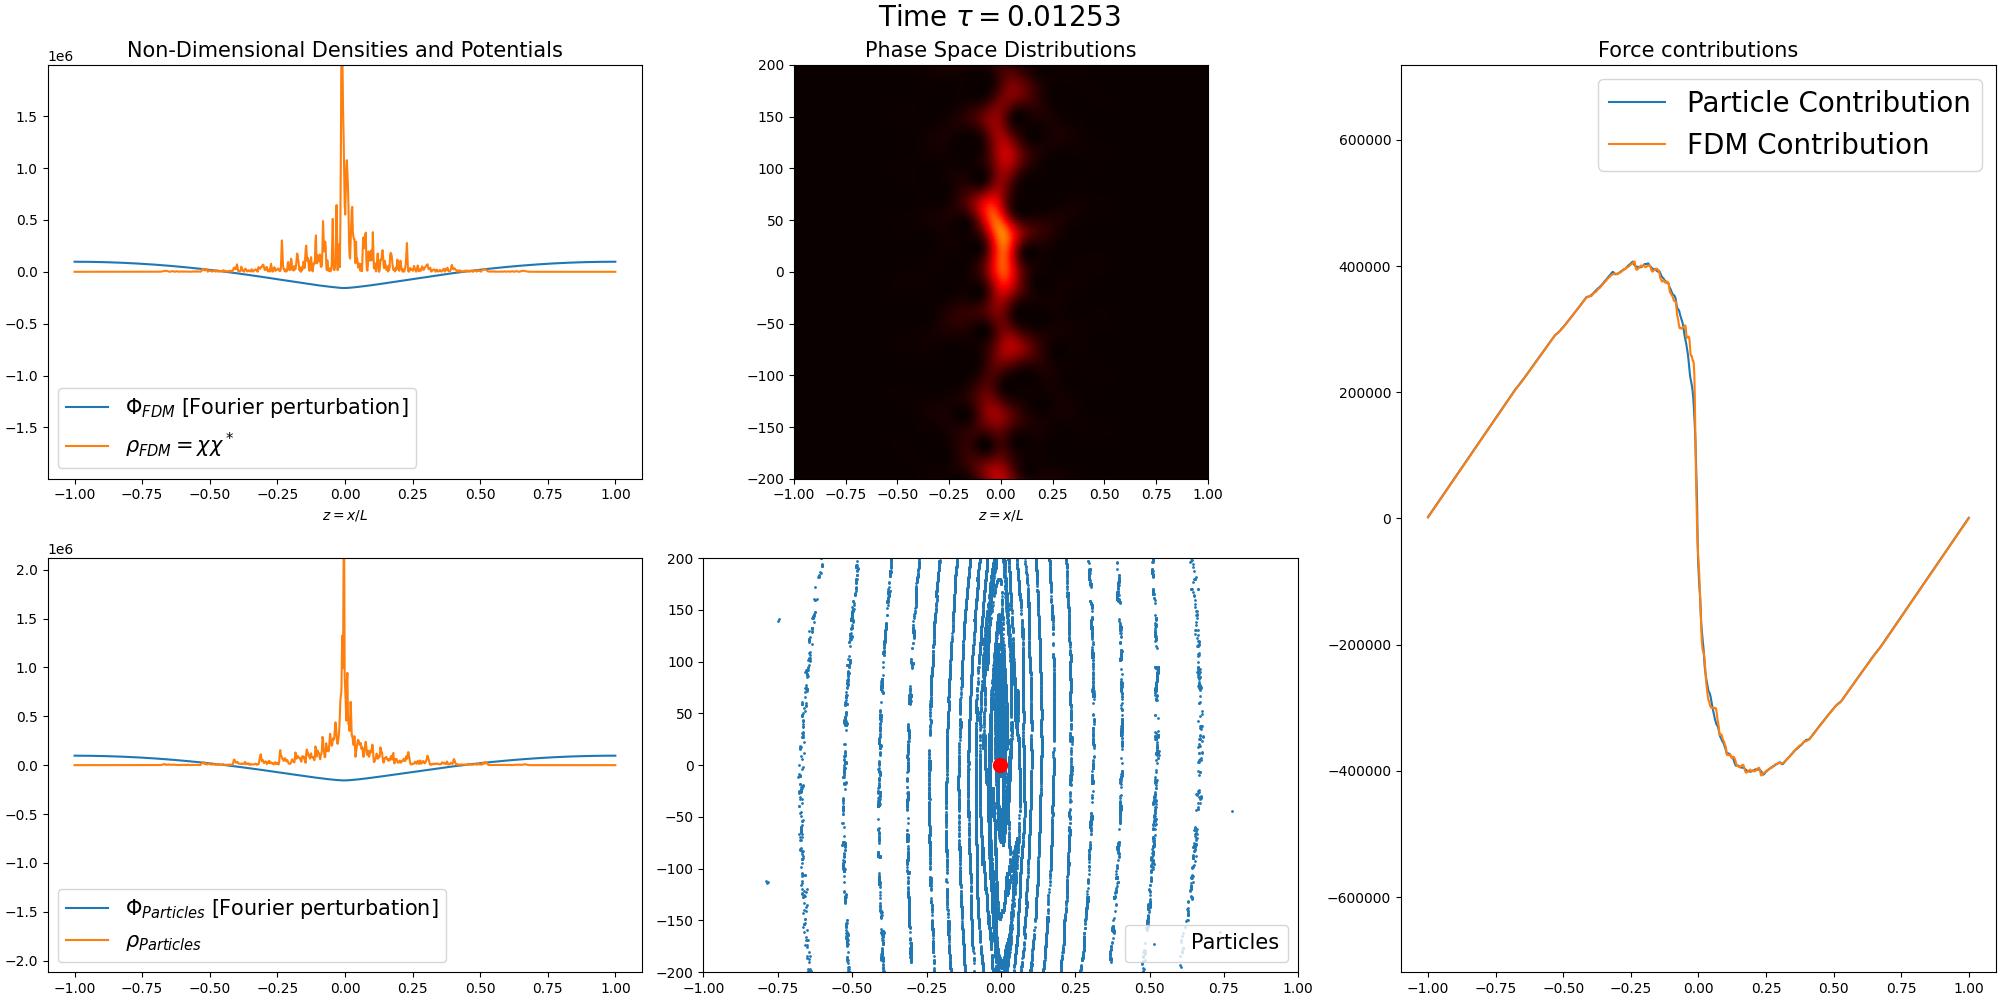 Time τ = 0.01253
Non-Dimensional Densities and Potentials
1e6
1.5
1.0
0.5
0.0
−0.5
−1.0
−1.5
Φ_FDM [Fourier perturbation]
ρ_FDM = χχ*
−1.00 −0.75 −0.50 −0.25 0.00 0.25 0.50 0.75 1.00
z = x/L
Phase Space Distributions
200
150
100
50
0
−50
−100
−150
−200
−1.00 −0.75 −0.50 −0.25 0.00 0.25 0.50 0.75 1.00
z = x/L
Force contributions
Particle Contribution
FDM Contribution
600000
400000
200000
0
−200000
−400000
−600000
−1.00 −0.75 −0.50 −0.25 0.00 0.25 0.50 0.75 1.00
1e6
2.0
1.5
1.0
0.5
0.0
−0.5
−1.0
−1.5
−2.0
Φ_Particles [Fourier perturbation]
ρ_Particles
−1.00 −0.75 −0.50 −0.25 0.00 0.25 0.50 0.75 1.00
200
150
100
50
0
−50
−100
−150
−200
Particles
−1.00 −0.75 −0.50 −0.25 0.00 0.25 0.50 0.75 1.00